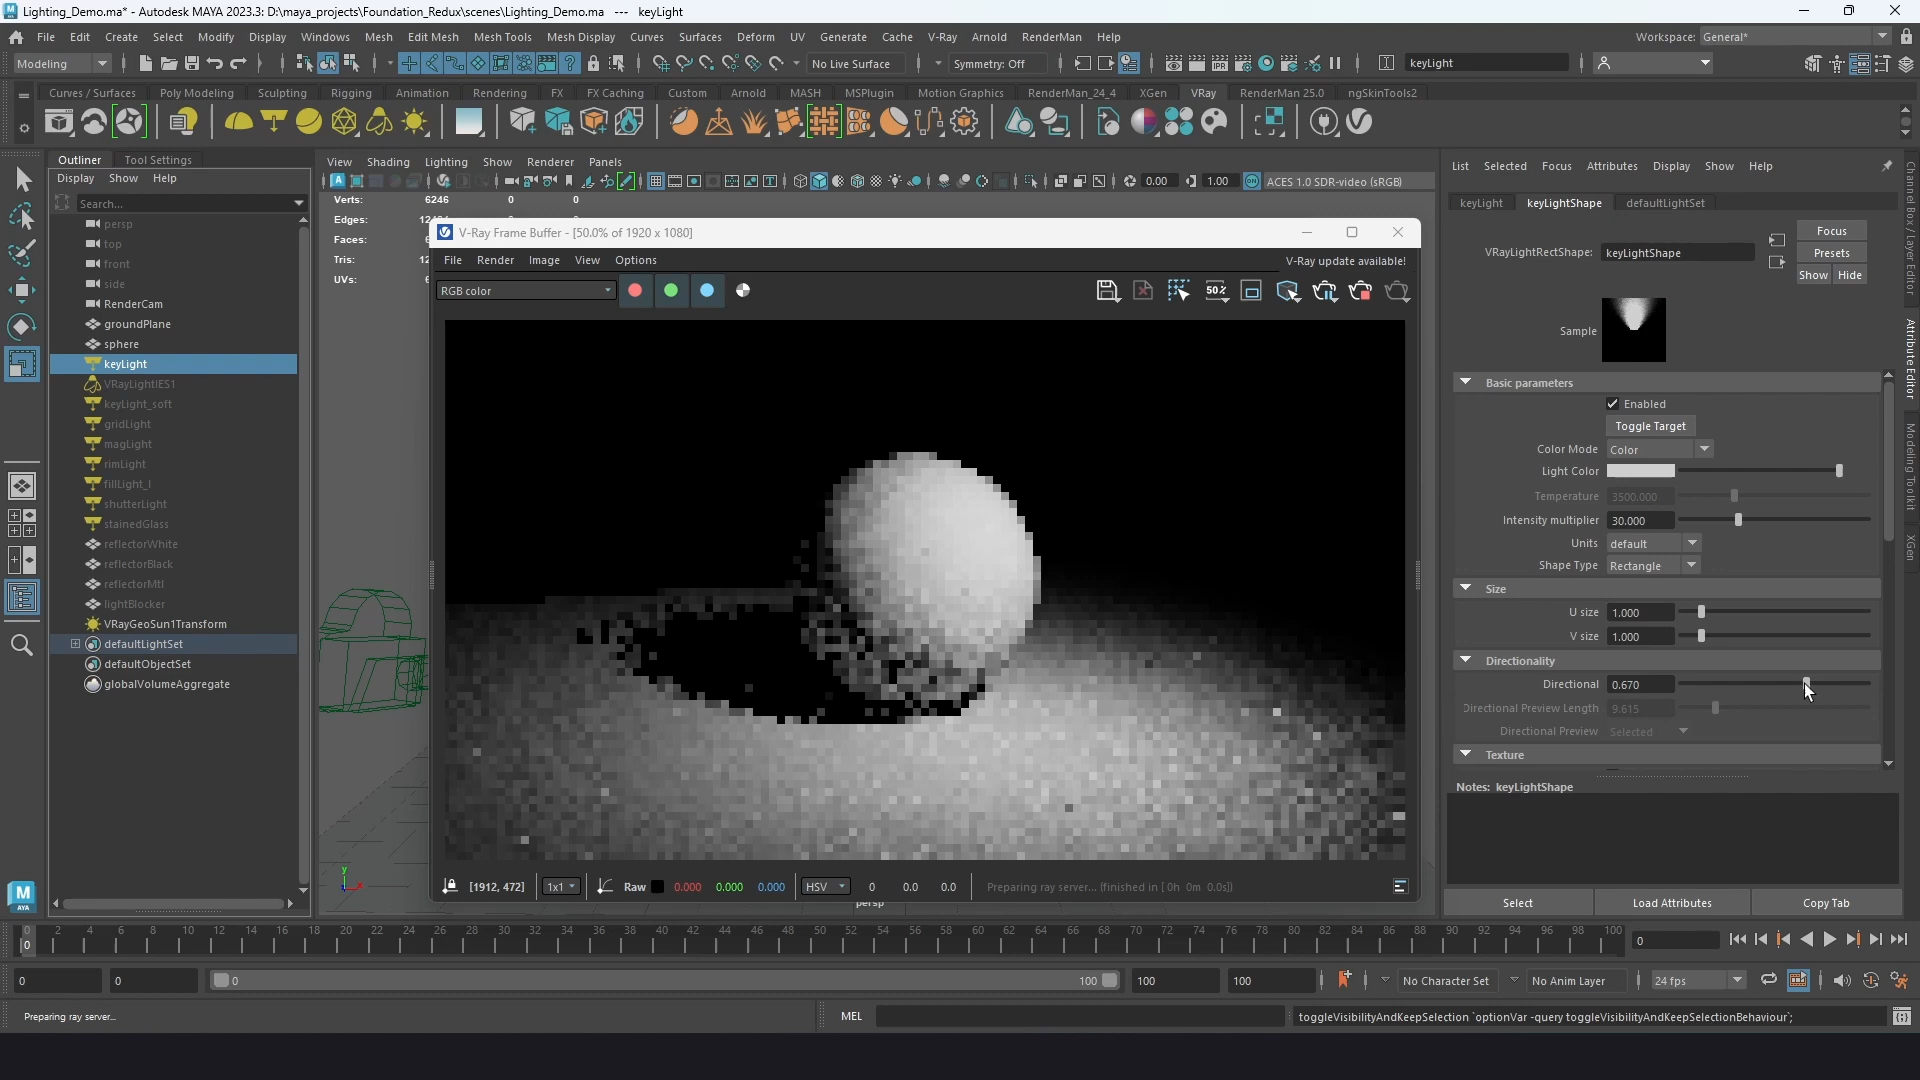 Lighting_Demo.ma* - Autodesk MAYA 2023.3: D:\maya_projects\Foundation_Redux\scenes\Lighting_Demo.ma --- keyLight
File Edit Create Select Modify Display Windows Mesh Edit Mesh Mesh Tools Mesh Display Curves Surfaces Deform UV Generate Cache V-Ray Arnold RenderMan Help
Workspace: General*
Modeling No Live Surface Symmetry: Off keyLight
Curves / Surfaces Poly Modeling Sculpting Rigging Animation Rendering FX FX Caching Custom Arnold MASH MSPlugin Motion Graphics RenderMan_24_4 XGen VRay RenderMan 25.0 ngSkinTools2
Outliner Tool Settings
Display Show Help
Search...
persp
top
front
side
RenderCam
groundPlane
sphere
keyLight
VRayLightIES1
keyLight_soft
gridLight
magLight
rimLight
fillLight_l
shutterLight
stainedGlass
reflectorWhite
reflectorBlack
reflectorMtl
lightBlocker
VRayGeoSun1Transform
defaultLightSet
defaultObjectSet
globalVolumeAggregate
View Shading Lighting Show Renderer Panels
0.00 1.00 ACES 1.0 SDR-video (sRGB)
Verts: 6246 0 0
Edges:
Faces:
Tris:
UVs:
V-Ray Frame Buffer - [50.0% of 1920 x 1080]
File Render Image View Options V-Ray update available!
RGB color
50%
[1912, 472] 1x1 Raw 0.000 0.000 0.000 HSV 0 0.0 0.0 Preparing ray server... (finished in [ 0h 0m 0.0s])
persp
List Selected Focus Attributes Display Show Help
keyLight keyLightShape defaultLightSet
VRayLightRectShape: keyLightShape
Focus
Presets
Show Hide
Sample
Basic parameters
Enabled
Toggle Target
Color Mode Color
Light Color
Temperature 3500.000
Intensity multiplier 30.000
Units default
Shape Type Rectangle
Size
U size 1.000
V size 1.000
Directionality
Directional 0.670
Directional Preview Length 9.615
Directional Preview Selected
Texture
Notes: keyLightShape
Select Load Attributes Copy Tab
Channel Box / Layer Editor
Attribute Editor
Modeling Toolkit
XGen
0 2 4 6 8 10 12 14 16 18 20 22 24 26 28 30 32 34 36 38 40 42 44 46 48 50 52 54 56 58 60 62 64 66 68 70 72 74 76 78 80 82 84 86 88 90 92 94 96 98 100
0 0
0 0 0 100 100 100 No Character Set No Anim Layer 24 fps
Preparing ray server... MEL toggleVisibilityAndKeepSelection `optionVar -query toggleVisibilityAndKeepSelectionBehaviour`;